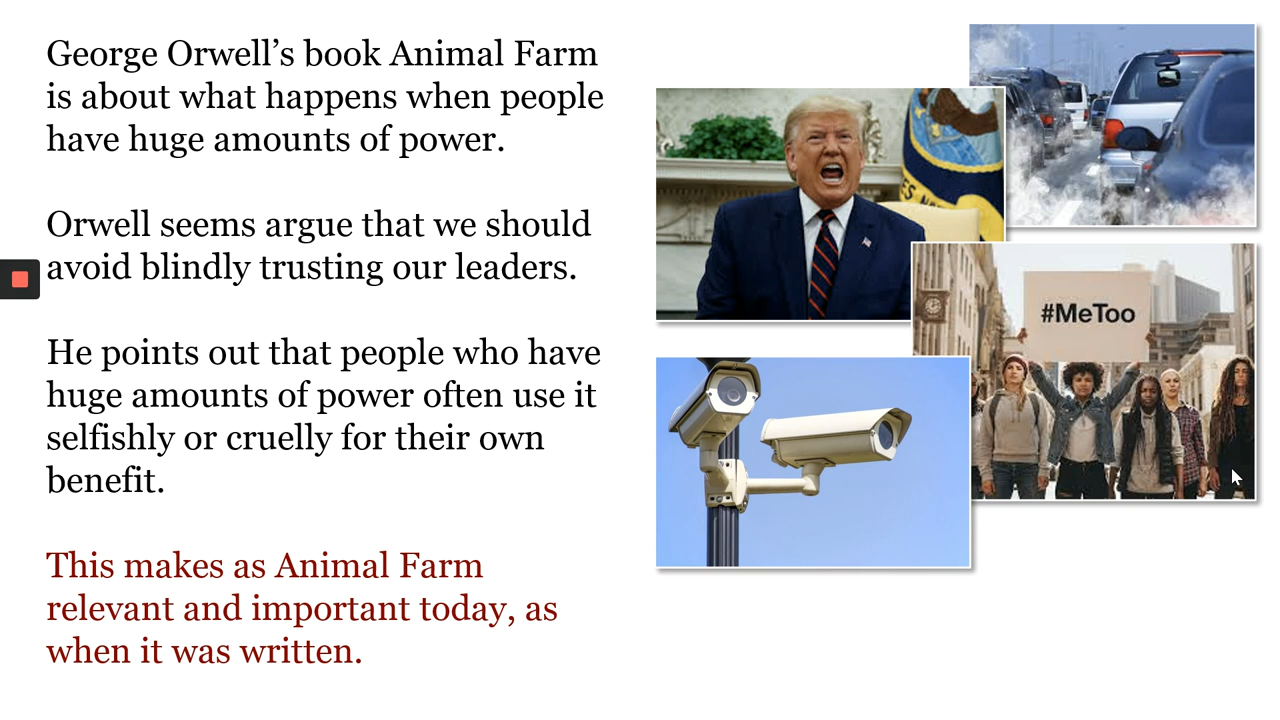 George Orwell’s book Animal Farm
is about what happens when people
have huge amounts of power.
Orwell seems argue that we should
avoid blindly trusting our leaders.
He points out that people who have
huge amounts of power often use it
selfishly or cruelly for their own
benefit.
This makes as Animal Farm
relevant and important today, as
when it was written.
#MeToo